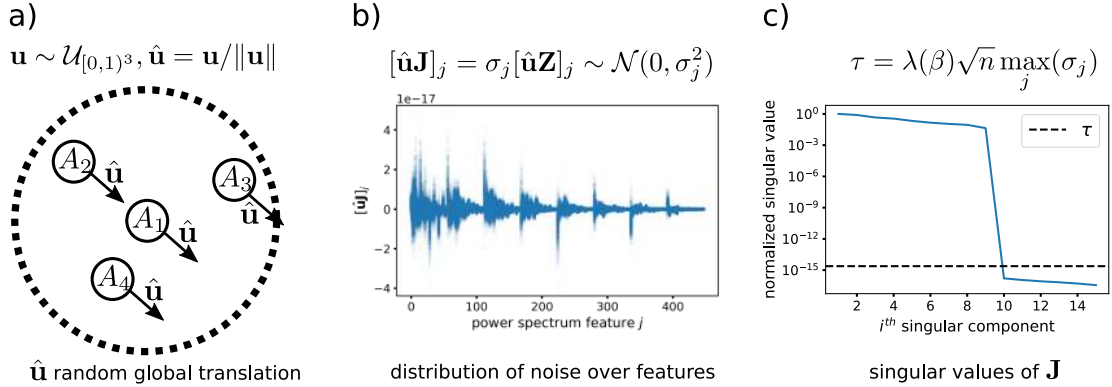 a)
u ∼ U[0,1)³, û = u/‖u‖
A₂
û
A₃
û
A₁
û
A₄
û
û random global translation
b)
[ûJ]ⱼ = σⱼ[ûZ]ⱼ ∼ N(0, σⱼ²)
1e−17
4
2
0
−2
−4
[ûJ]ᵢ
0 100 200 300 400
power spectrum feature j
distribution of noise over features
c)
τ = λ(β)√n max(σⱼ)
j
10⁰
10⁻³
10⁻⁶
10⁻⁹
10⁻¹²
10⁻¹⁵
normalized singular value
τ
2 4 6 8 10 12 14
iᵗʰ singular component
singular values of J